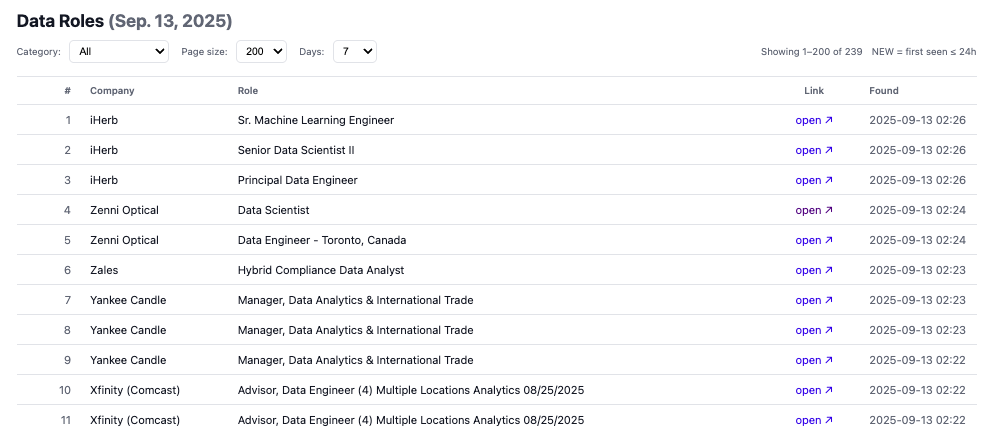 Data Roles (Sep. 13, 2025)
Category: All Page size: 200 Days: 7 Showing 1–200 of 239 NEW = first seen ≤ 24h
# Company Role Link Found
1 iHerb Sr. Machine Learning Engineer open ↗ 2025-09-13 02:26
2 iHerb Senior Data Scientist II open ↗ 2025-09-13 02:26
3 iHerb Principal Data Engineer open ↗ 2025-09-13 02:26
4 Zenni Optical Data Scientist open ↗ 2025-09-13 02:24
5 Zenni Optical Data Engineer - Toronto, Canada open ↗ 2025-09-13 02:24
6 Zales Hybrid Compliance Data Analyst open ↗ 2025-09-13 02:23
7 Yankee Candle Manager, Data Analytics & International Trade open ↗ 2025-09-13 02:23
8 Yankee Candle Manager, Data Analytics & International Trade open ↗ 2025-09-13 02:23
9 Yankee Candle Manager, Data Analytics & International Trade open ↗ 2025-09-13 02:22
10 Xfinity (Comcast) Advisor, Data Engineer (4) Multiple Locations Analytics 08/25/2025 open ↗ 2025-09-13 02:22
11 Xfinity (Comcast) Advisor, Data Engineer (4) Multiple Locations Analytics 08/25/2025 open ↗ 2025-09-13 02:22